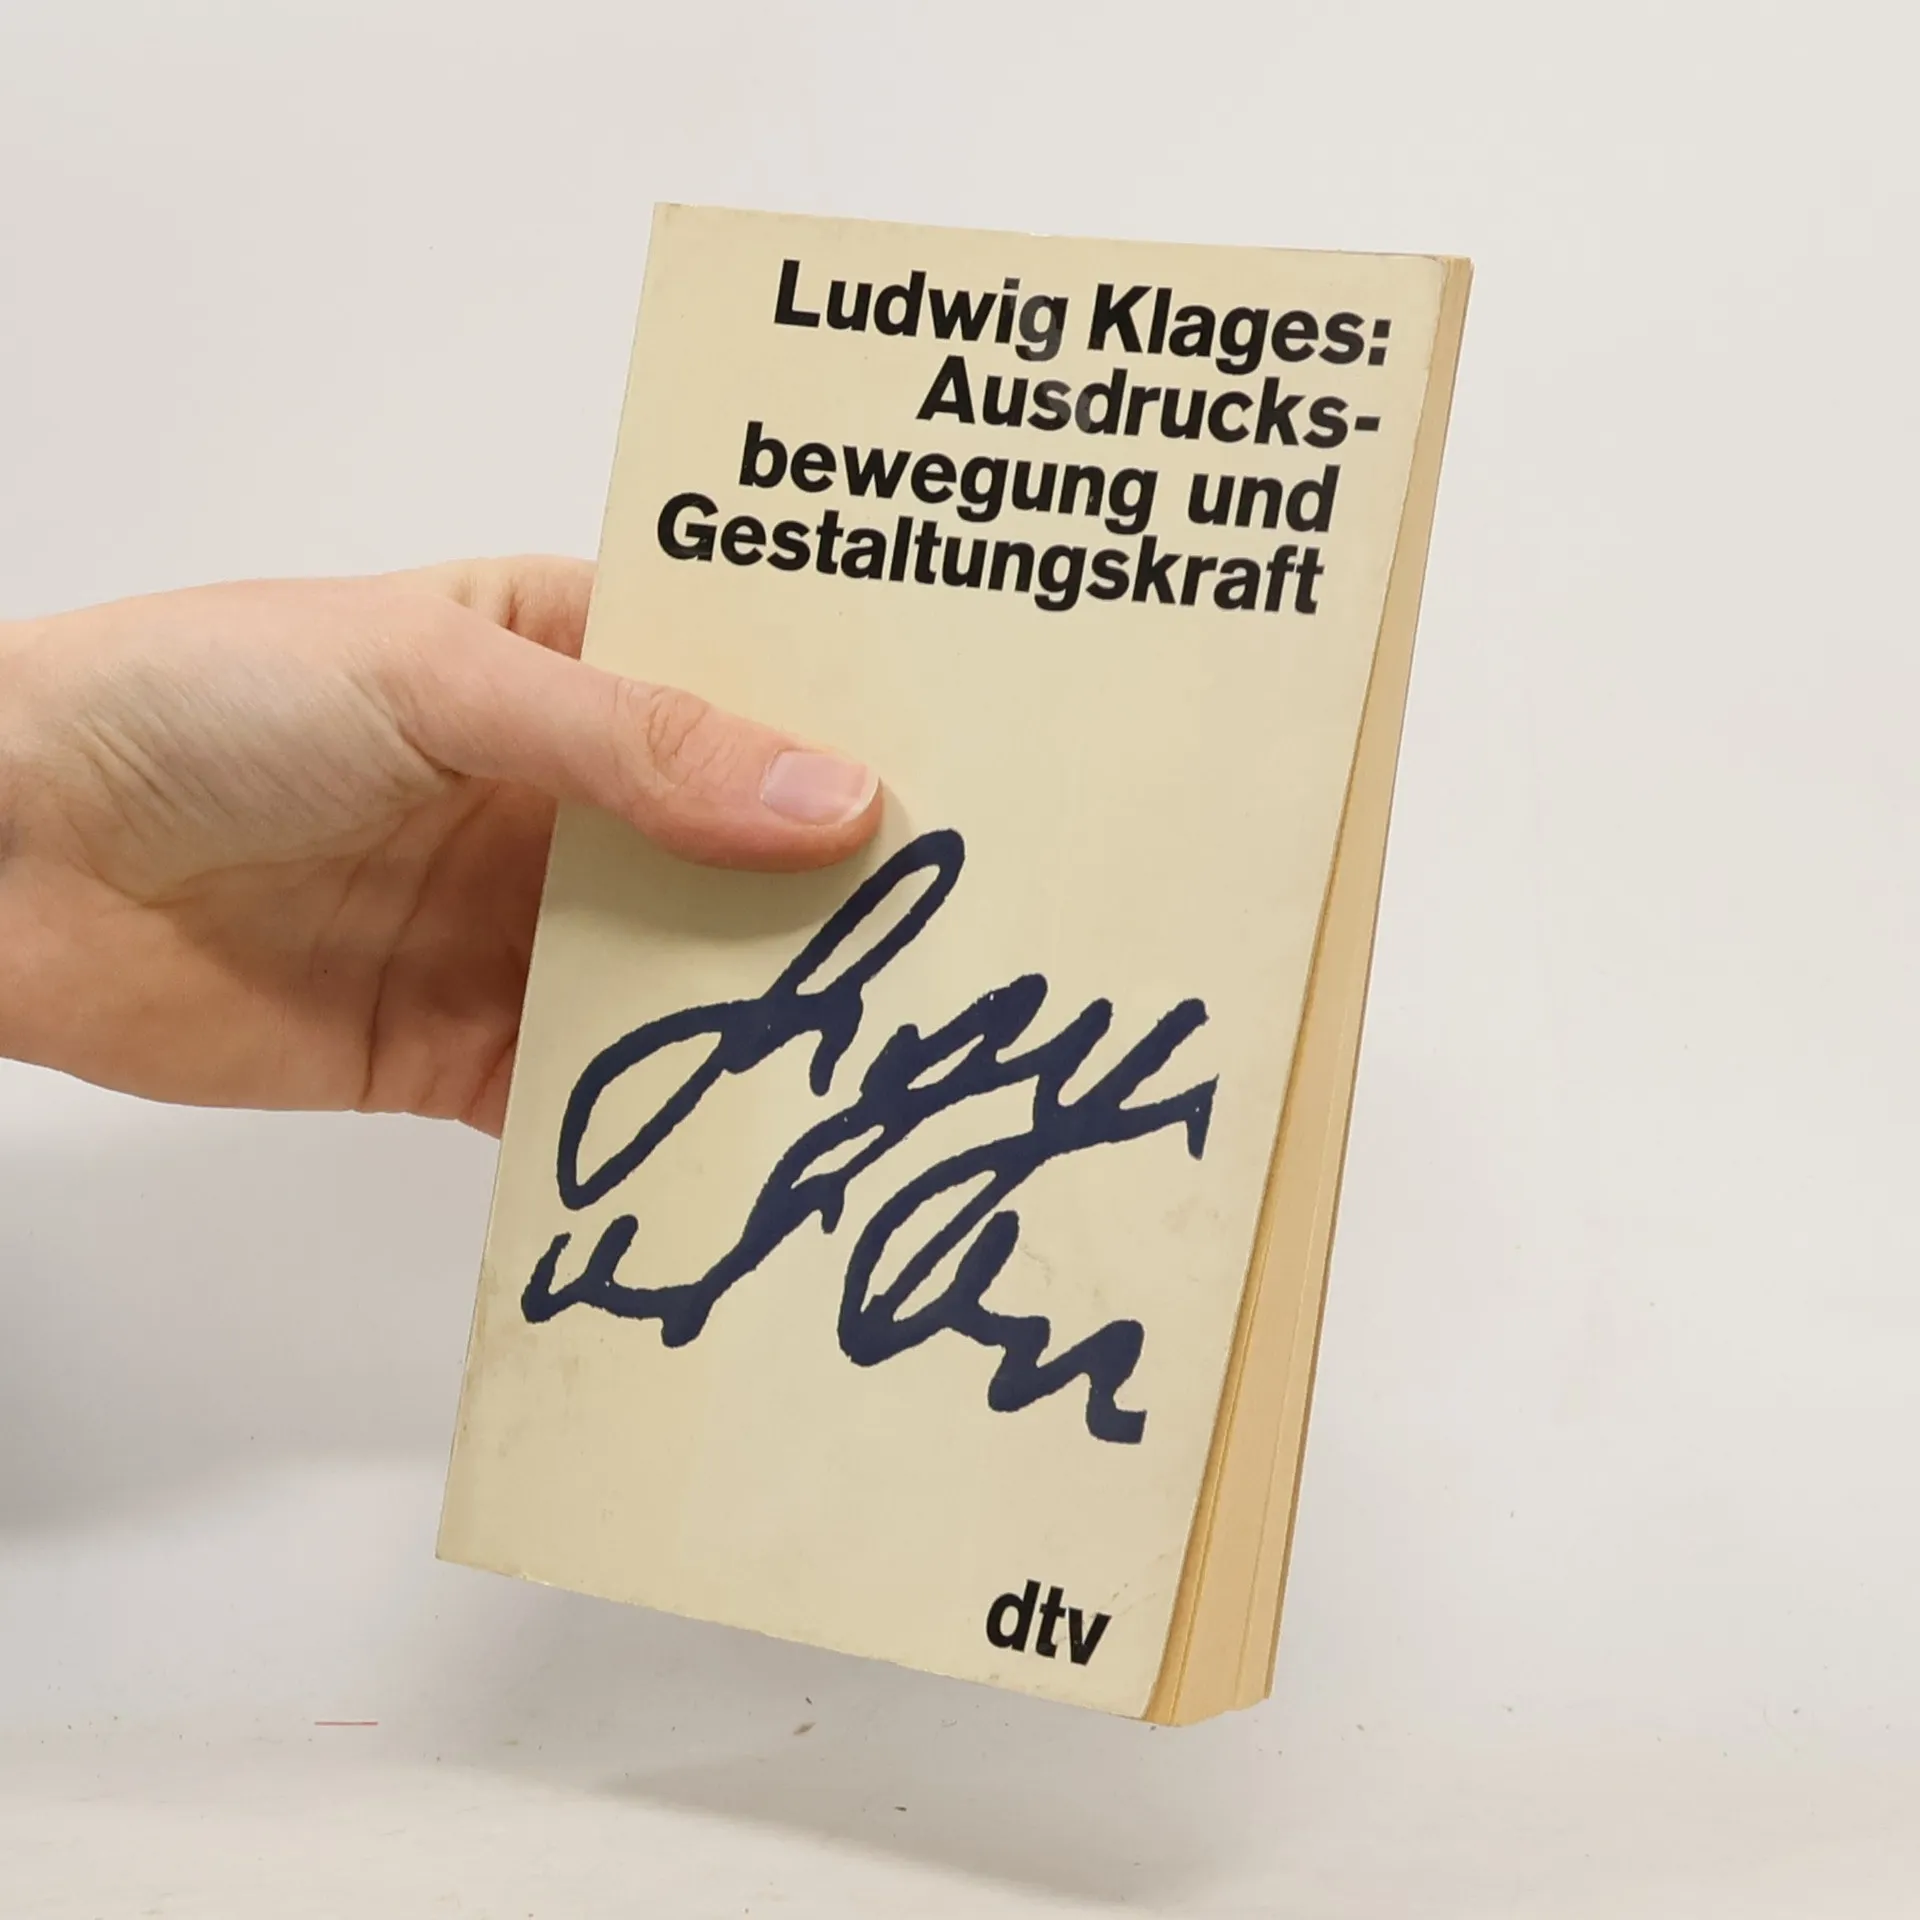 Ludwig Klages:
Ausdrucks-
bewegung und
Gestaltungskraft
dtv